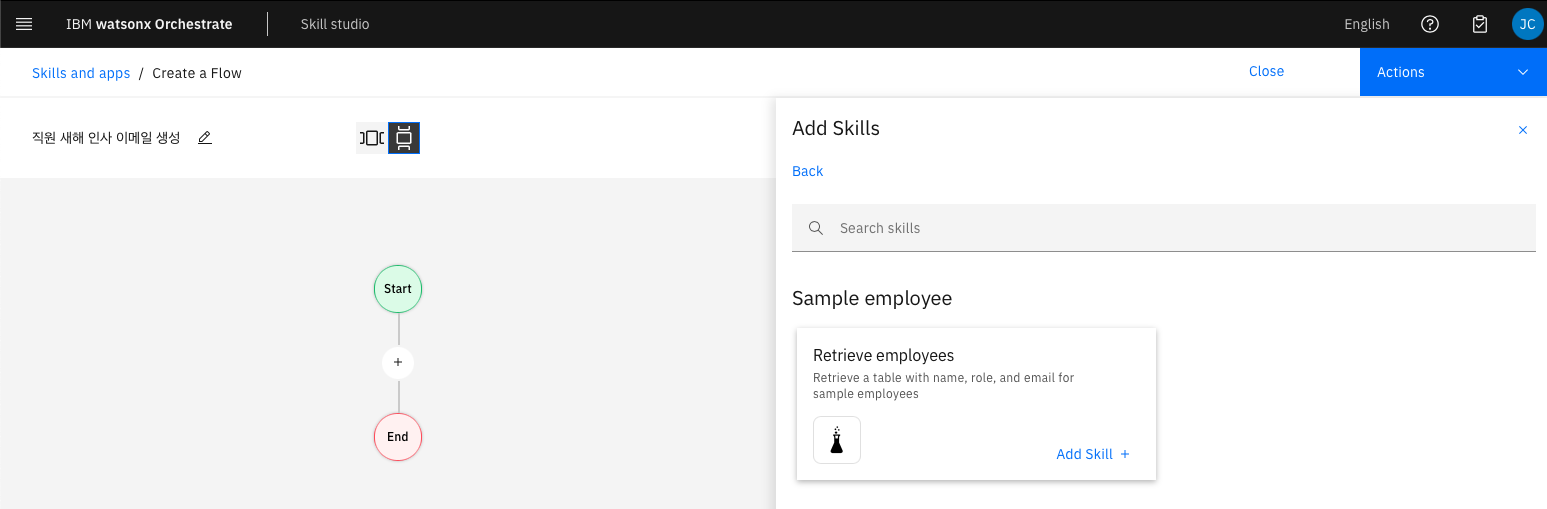 IBM watsonx Orchestrate
Skill studio
English
JC
Skills and apps / Create a Flow
Close
Actions
직원 새해 인사 이메일 생성
Add Skills
Back
Search skills
Start
+
End
Sample employee
Retrieve employees
Retrieve a table with name, role, and email for
sample employees
Add Skill +